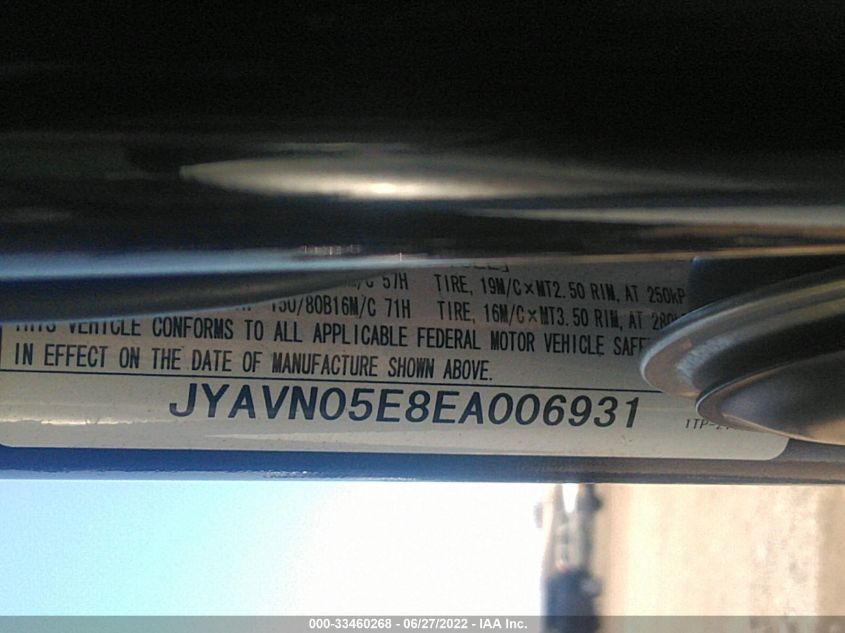 57H TIRE, 19M/C×MT2.50 RIM, AT 250kP
150/80B16M/C 71H TIRE, 16M/C×MT3.50 RIM, AT
THIS VEHICLE CONFORMS TO ALL APPLICABLE FEDERAL MOTOR VEHICLE
IN EFFECT ON THE DATE OF MANUFACTURE SHOWN ABOVE.
JYAVN05E8EA006931
000-33460268 - 06/27/2022 - IAA Inc.